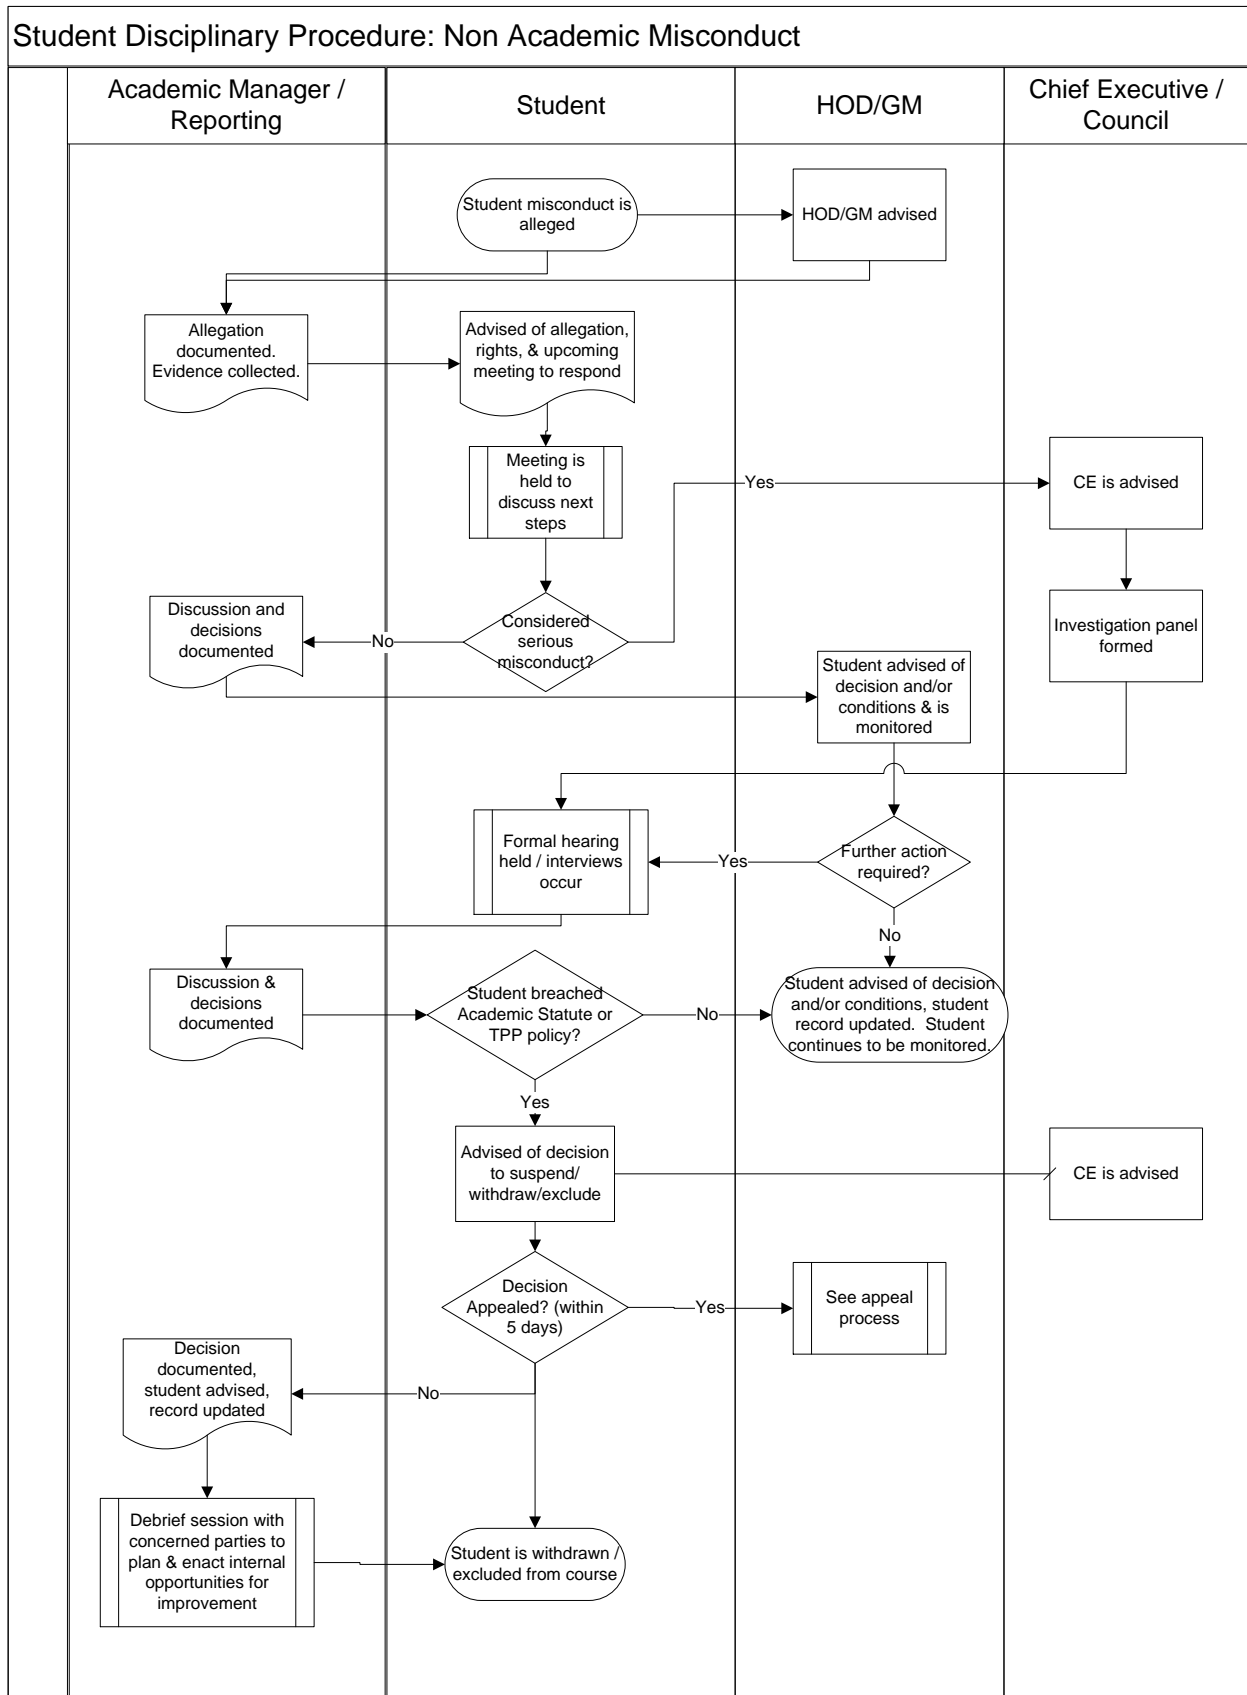 Student Disciplinary Procedure: Non Academic Misconduct
Academic Manager /
Reporting
Student
HOD/GM
Chief Executive /
Council
Student misconduct is
alleged
HOD/GM advised
Allegation
documented.
Evidence collected.
Advised of allegation,
rights, & upcoming
meeting to respond
Meeting is
held to
discuss next
steps
Yes
CE is advised
Discussion and
decisions
documented
No
Considered
serious
misconduct?
Investigation panel
formed
Student advised of
decision and/or
conditions & is
monitored
Formal hearing
held / interviews
occur
Yes
Further action
required?
No
Discussion &
decisions
documented
Student breached
Academic Statute or
TPP policy?
No
Student advised of decision
and/or conditions, student
record updated.  Student
continues to be monitored.
Yes
Advised of decision
to suspend/
withdraw/exclude
CE is advised
Decision
Appealed? (within
5 days)
Yes
See appeal
process
Decision
documented,
student advised,
record updated
No
Debrief session with
concerned parties to
plan & enact internal
opportunities for
improvement
Student is withdrawn /
excluded from course